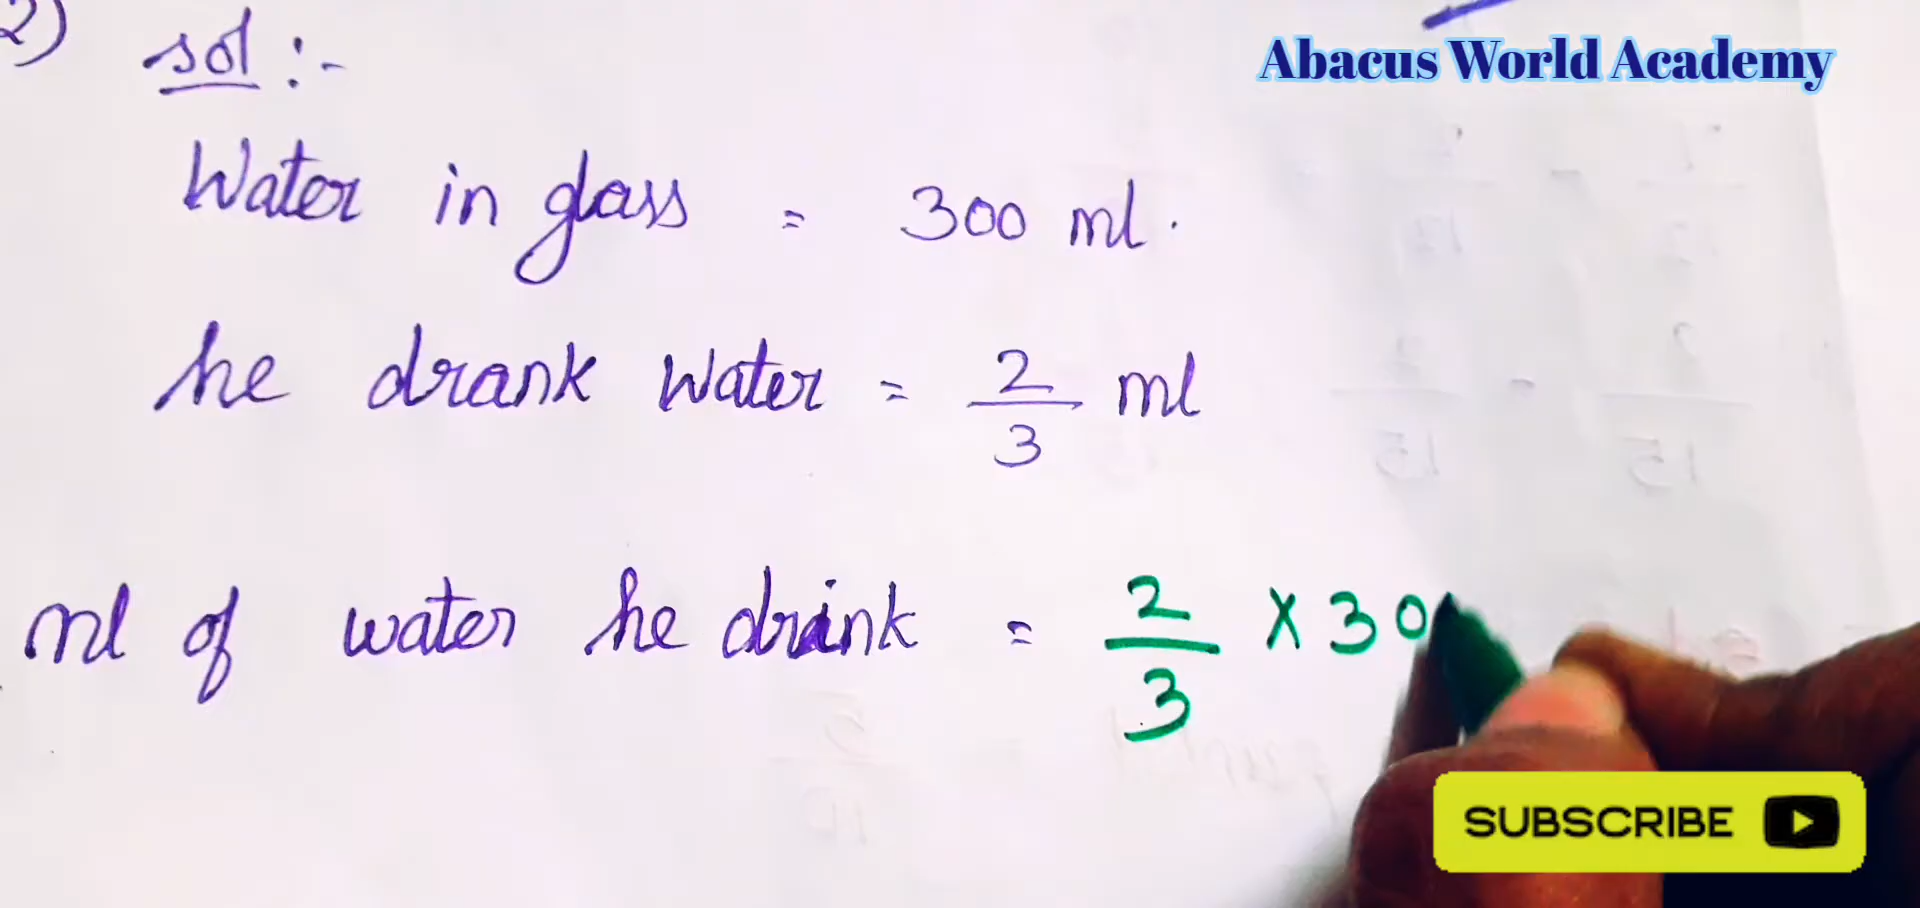 2) sol :-
Abacus World Academy
Water in glass = 300 ml.
he drank water = 2/3 ml
ml of water he drink = 2/3 x 30
SUBSCRIBE